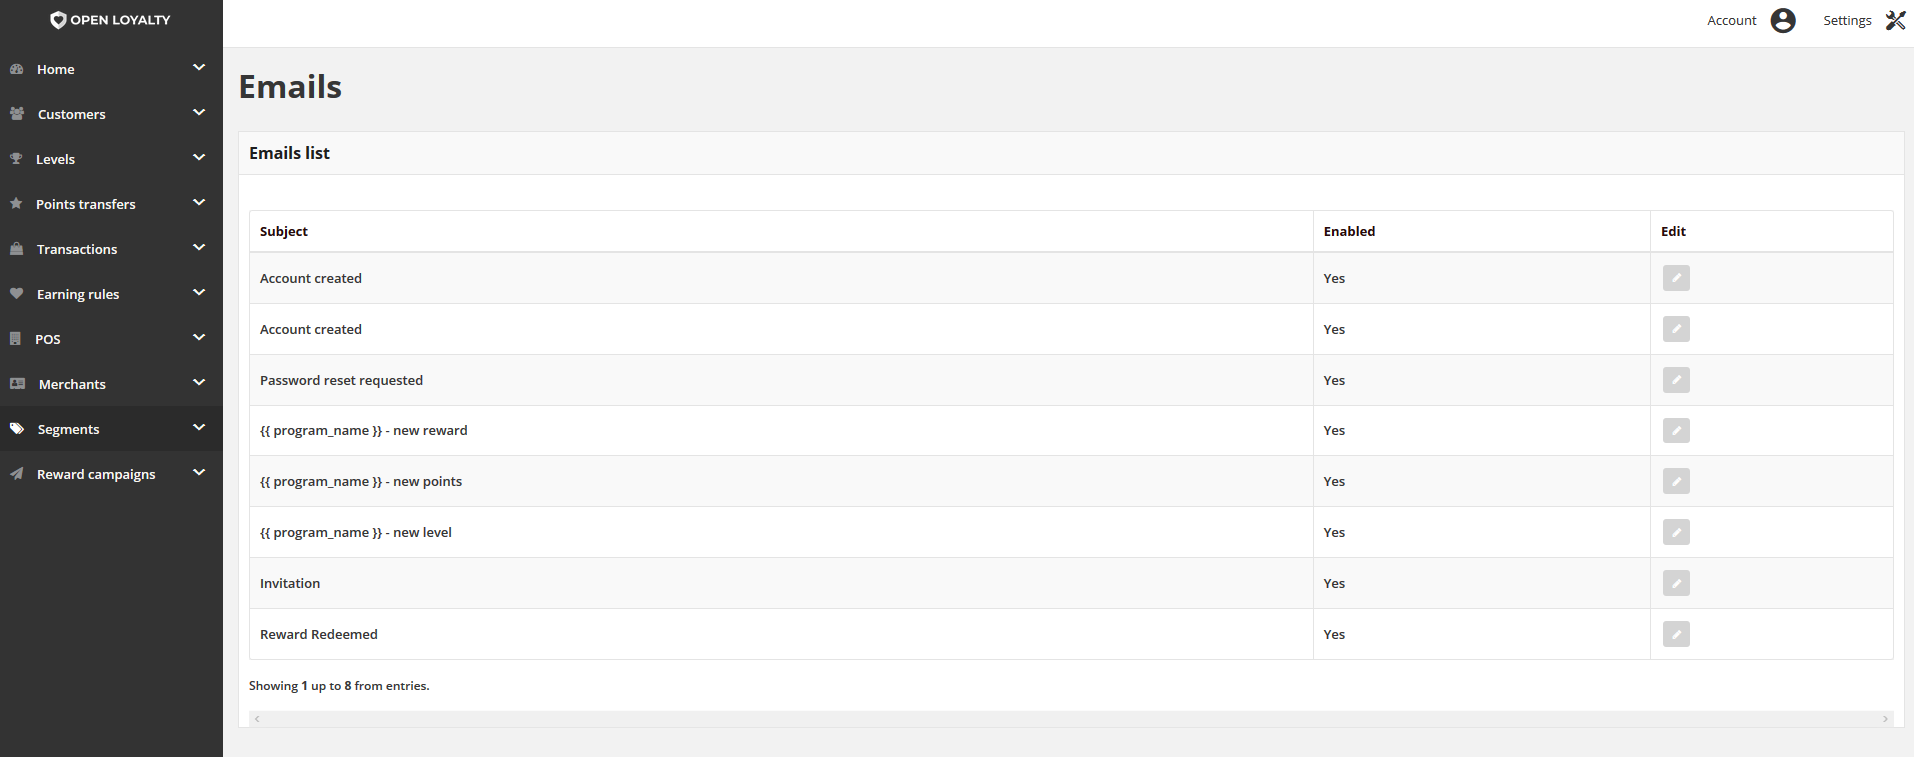 OPEN LOYALTY
Account
Settings
Home
Customers
Levels
Points transfers
Transactions
Earning rules
POS
Merchants
Segments
Reward campaigns
Emails
Emails list
Subject Enabled Edit
Account created Yes
Account created Yes
Password reset requested Yes
{{ program_name }} - new reward Yes
{{ program_name }} - new points Yes
{{ program_name }} - new level Yes
Invitation Yes
Reward Redeemed Yes
Showing 1 up to 8 from entries.